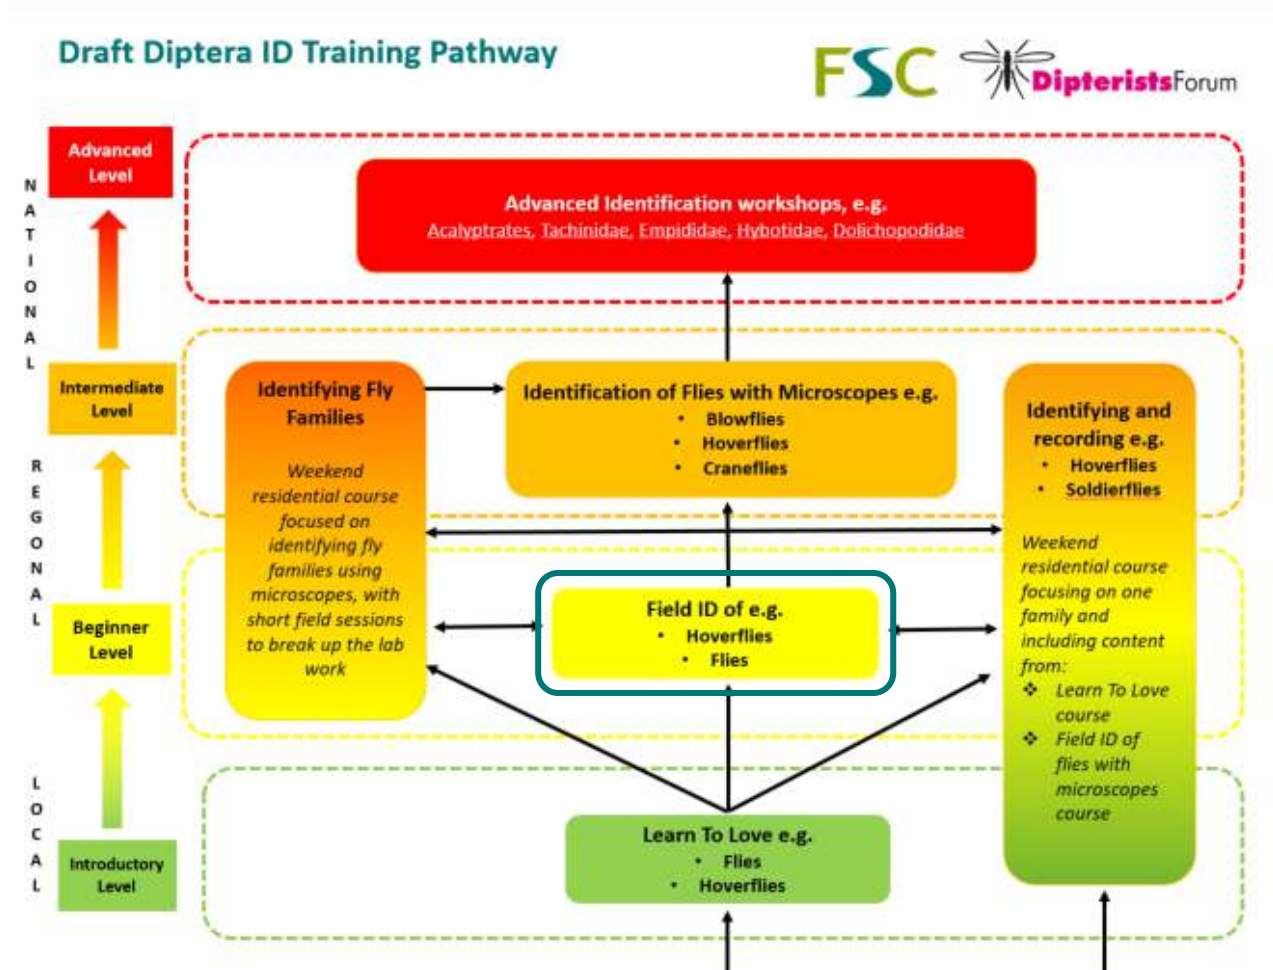 Draft Diptera ID Training Pathway
FSC
DipteristsForum
Advanced
Level
NATIONAL
Advanced Identification workshops, e.g.
Acalyptrates, Tachinidae, Empididae, Hybotidae, Dolichopodidae
Intermediate
Level
Identifying Fly
Families
Weekend
residential course
focused on
identifying fly
families using
microscopes, with
short field sessions
to break up the lab
work
Identification of Flies with Microscopes e.g.
• Blowflies
• Hoverflies
• Craneflies
Identifying and
recording e.g.
• Hoverflies
• Soldierflies
Weekend
residential course
focusing on one
family and
including content
from:
❖ Learn To Love
course
❖ Field ID of
flies with
microscopes
course
REGONAL
Beginner
Level
Field ID of e.g.
• Hoverflies
• Flies
LOCAL
Introductory
Level
Learn To Love e.g.
• Flies
• Hoverflies